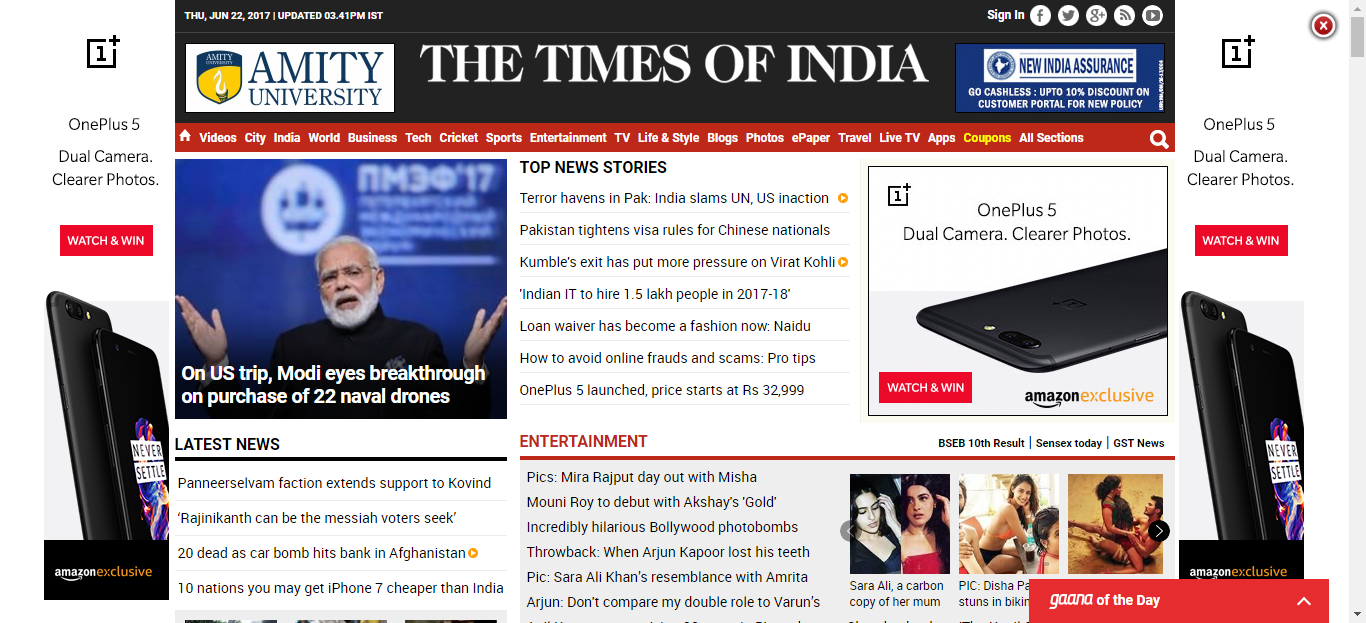 THU, JUN 22, 2017 | UPDATED 03.41PM IST
Sign In
AMITY
UNIVERSITY
AMITY
UNIVERSITY
THE TIMES OF INDIA
NEW INDIA ASSURANCE
GO CASHLESS : UPTO 10% DISCOUNT ON
CUSTOMER PORTAL FOR NEW POLICY
Videos City India World Business Tech Cricket Sports Entertainment TV Life & Style Blogs Photos ePaper Travel Live TV Apps Coupons All Sections
OnePlus 5
Dual Camera.
Clearer Photos.
WATCH & WIN
NEVER
SETTLE
amazonexclusive
ПМЭФ'17
On US trip, Modi eyes breakthrough
on purchase of 22 naval drones
TOP NEWS STORIES
Terror havens in Pak: India slams UN, US inaction
Pakistan tightens visa rules for Chinese nationals
Kumble's exit has put more pressure on Virat Kohli
'Indian IT to hire 1.5 lakh people in 2017-18'
Loan waiver has become a fashion now: Naidu
How to avoid online frauds and scams: Pro tips
OnePlus 5 launched, price starts at Rs 32,999
OnePlus 5
Dual Camera. Clearer Photos.
WATCH & WIN
amazonexclusive
LATEST NEWS
Panneerselvam faction extends support to Kovind
‘Rajinikanth can be the messiah voters seek’
20 dead as car bomb hits bank in Afghanistan
10 nations you may get iPhone 7 cheaper than India
ENTERTAINMENT
BSEB 10th Result | Sensex today | GST News
Pics: Mira Rajput day out with Misha
Mouni Roy to debut with Akshay's 'Gold'
Incredibly hilarious Bollywood photobombs
Throwback: When Arjun Kapoor lost his teeth
Pic: Sara Ali Khan’s resemblance with Amrita
Arjun: Don't compare my double role to Varun’s
Sara Ali, a carbon
copy of her mum
PIC: Disha
stuns in
gaana of the Day
OnePlus 5
Dual Camera.
Clearer Photos.
WATCH & WIN
NEVER
SETTLE
amazonexclusive